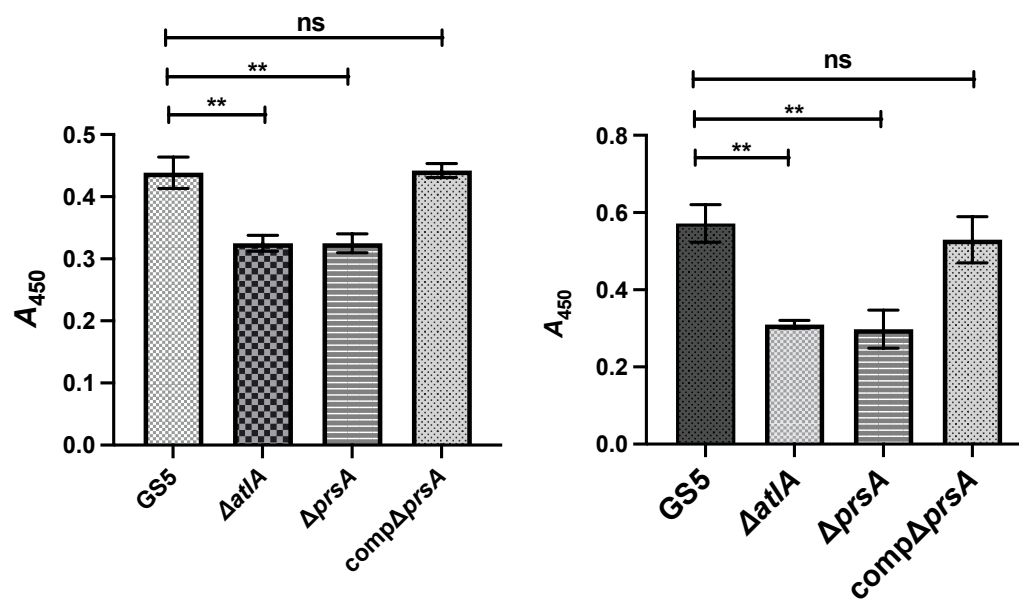 ns
**
**
0.5
0.4
0.3
0.2
0.1
0.0
A450
GS5
ΔatlA
ΔprsA
compΔprsA
ns
**
**
0.8
0.6
0.4
0.2
0.0
A450
GS5
ΔatlA
ΔprsA
compΔprsA